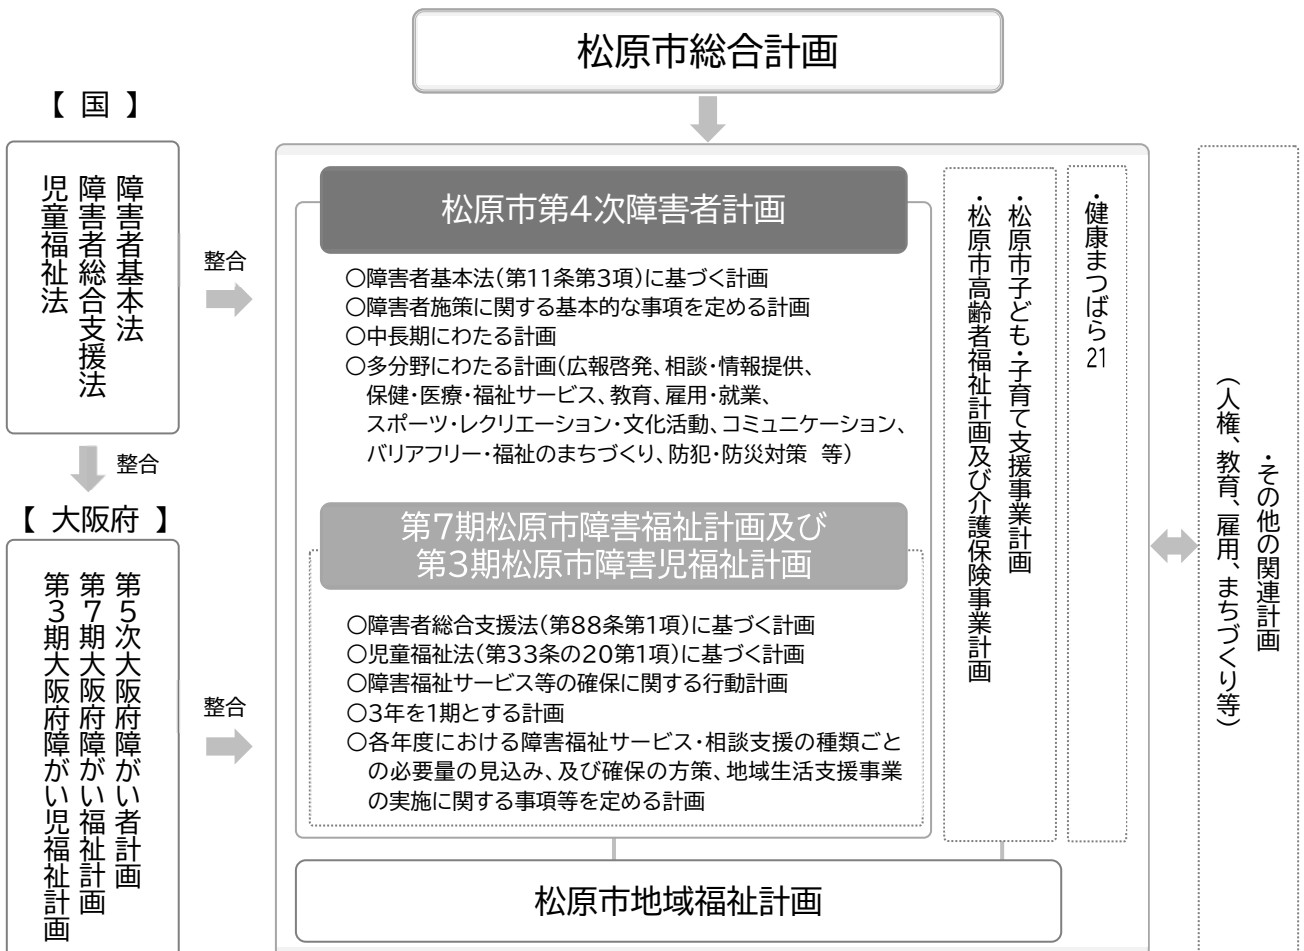 松原市総合計画
【 国 】
障害者基本法
障害者総合支援法
児童福祉法
整合
整合
【 大阪府 】
第5次大阪府障がい者計画
第7期大阪府障がい福祉計画
第3期大阪府障がい児福祉計画
整合
松原市第4次障害者計画
○障害者基本法(第11条第3項)に基づく計画
○障害者施策に関する基本的な事項を定める計画
○中長期にわたる計画
○多分野にわたる計画(広報啓発、相談・情報提供、
保健・医療・福祉サービス、教育、雇用・就業、
スポーツ・レクリエーション・文化活動、コミュニケーション、
バリアフリー・福祉のまちづくり、防犯・防災対策 等)
第7期松原市障害福祉計画及び
第3期松原市障害児福祉計画
○障害者総合支援法(第88条第1項)に基づく計画
○児童福祉法(第33条の20第1項)に基づく計画
○障害福祉サービス等の確保に関する行動計画
○3年を1期とする計画
○各年度における障害福祉サービス・相談支援の種類ごと
の必要量の見込み、及び確保の方策、地域生活支援事業
の実施に関する事項等を定める計画
・松原市子ども・子育て支援事業計画
・松原市高齢者福祉計画及び介護保険事業計画
・健康まつばら21
・その他の関連計画
(人権、教育、雇用、まちづくり等)
松原市地域福祉計画